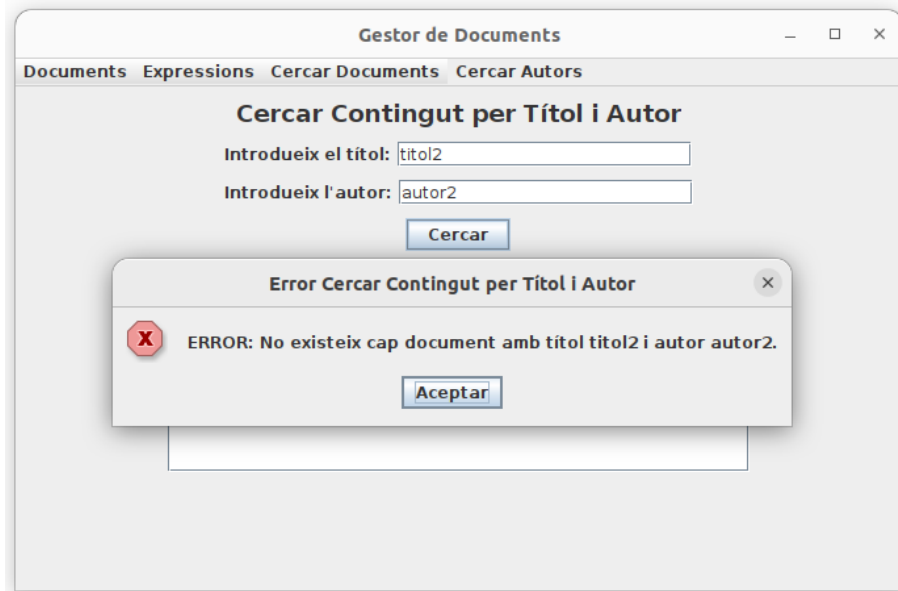 Gestor de Documents
Documents Expressions Cercar Documents Cercar Autors
Cercar Contingut per Títol i Autor
Introdueix el títol: titol2
Introdueix l'autor: autor2
Cercar
Error Cercar Contingut per Títol i Autor
ERROR: No existeix cap document amb títol titol2 i autor autor2.
Aceptar